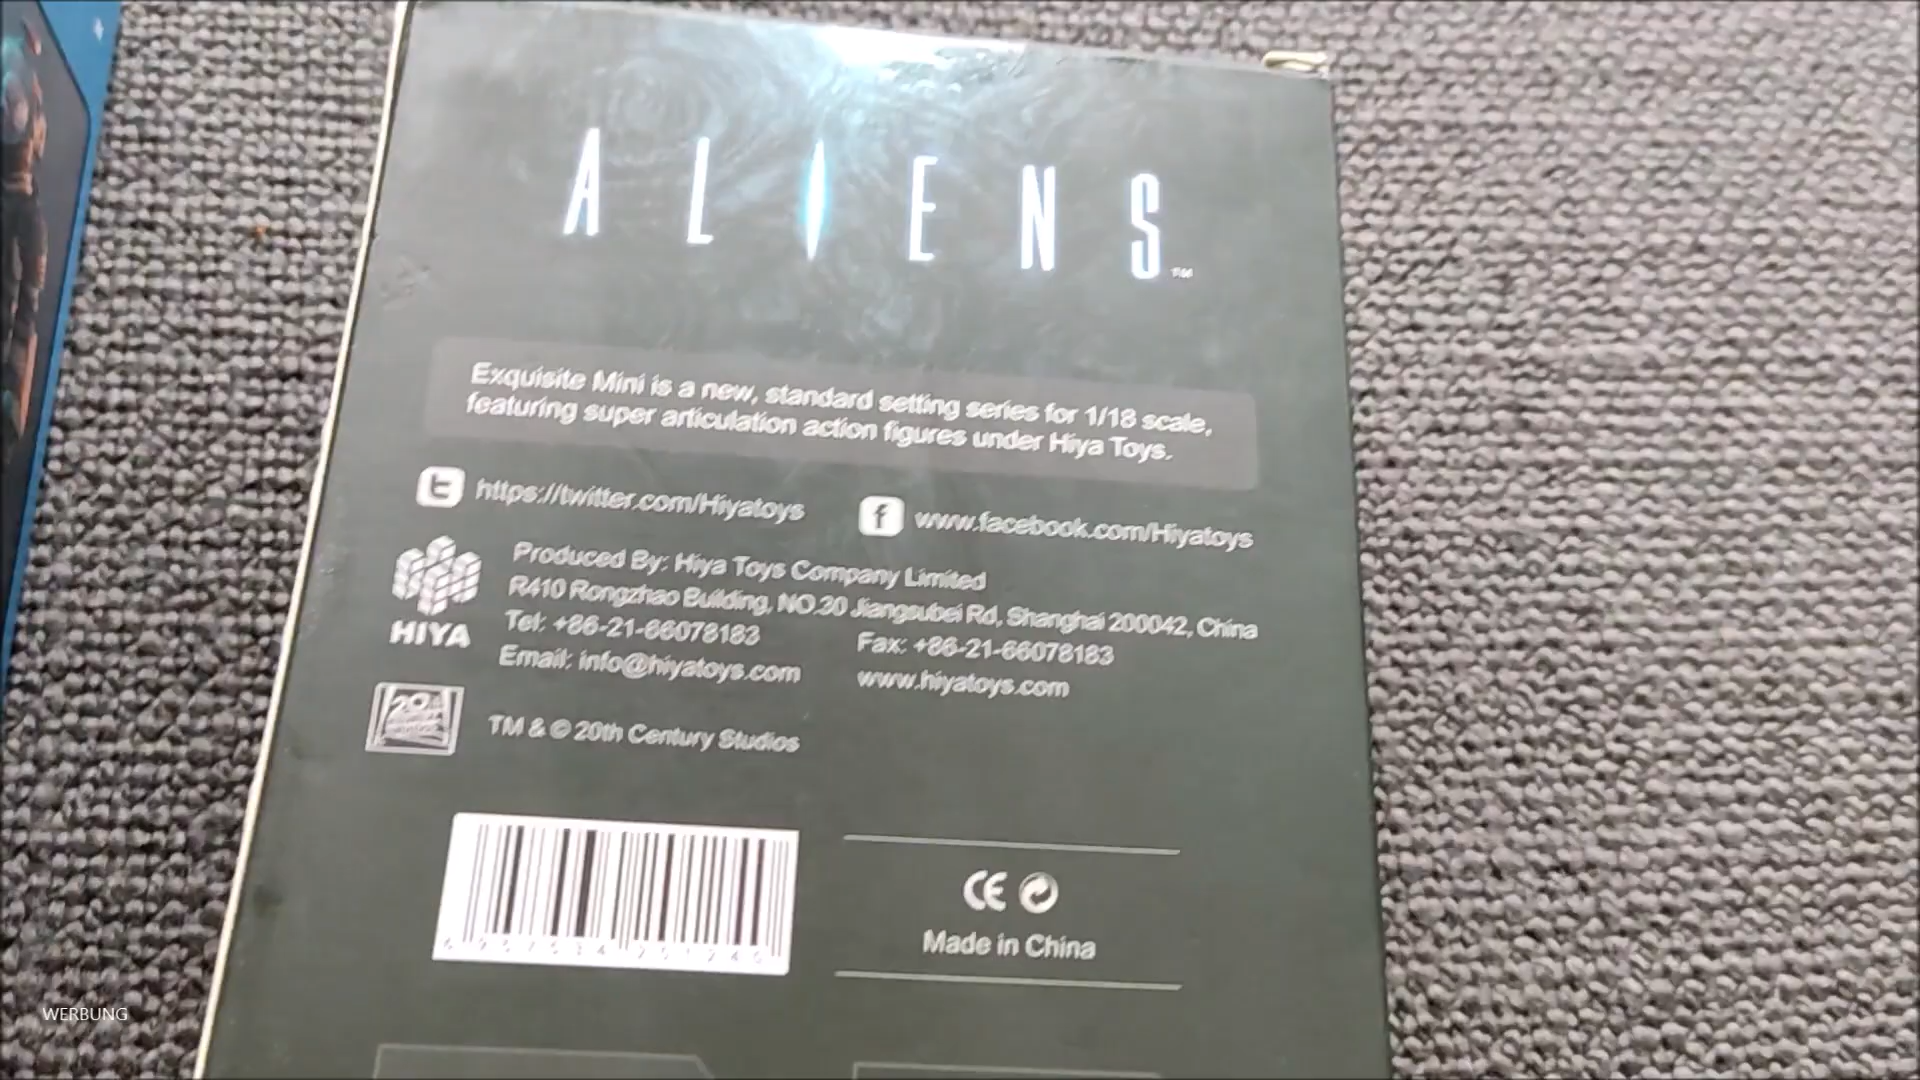 ALIENS™
Exquisite Mini is a new, standard setting series for 1/18 scale,
featuring super articulation action figures under Hiya Toys.
https://twitter.com/Hiyatoys
www.facebook.com/Hiyatoys
HIYA
Produced By: Hiya Toys Company Limited
R410 Rongzhao Building, NO.30 Jiangsubei Rd, Shanghai 200042, China
Tel: +86-21-66078183
Fax: +86-21-66078183
Email: info@hiyatoys.com
www.hiyatoys.com
TM & © 20th Century Studios
CE
Made in China
WERBUNG